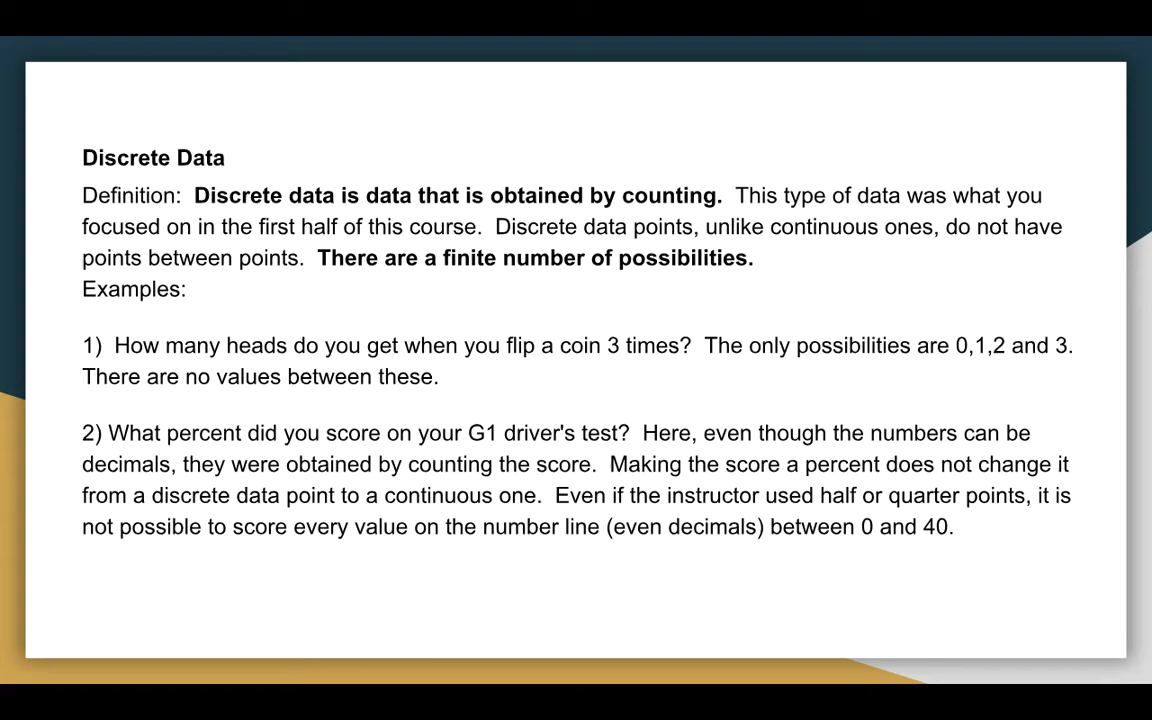 Discrete Data
Definition:  Discrete data is data that is obtained by counting.  This type of data was what you
focused on in the first half of this course.  Discrete data points, unlike continuous ones, do not have
points between points.  There are a finite number of possibilities.
Examples:
1)  How many heads do you get when you flip a coin 3 times?  The only possibilities are 0,1,2 and 3.
There are no values between these.
2) What percent did you score on your G1 driver's test?  Here, even though the numbers can be
decimals, they were obtained by counting the score.  Making the score a percent does not change it
from a discrete data point to a continuous one.  Even if the instructor used half or quarter points, it is
not possible to score every value on the number line (even decimals) between 0 and 40.